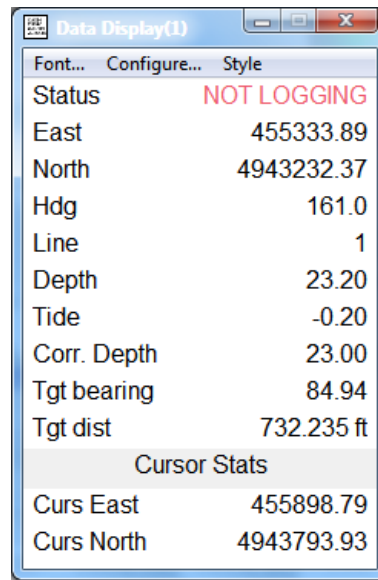 Data Display(1)
Font... Configure... Style
Status NOT LOGGING
East 455333.89
North 4943232.37
Hdg 161.0
Line 1
Depth 23.20
Tide -0.20
Corr. Depth 23.00
Tgt bearing 84.94
Tgt dist 732.235 ft
Cursor Stats
Curs East 455898.79
Curs North 4943793.93